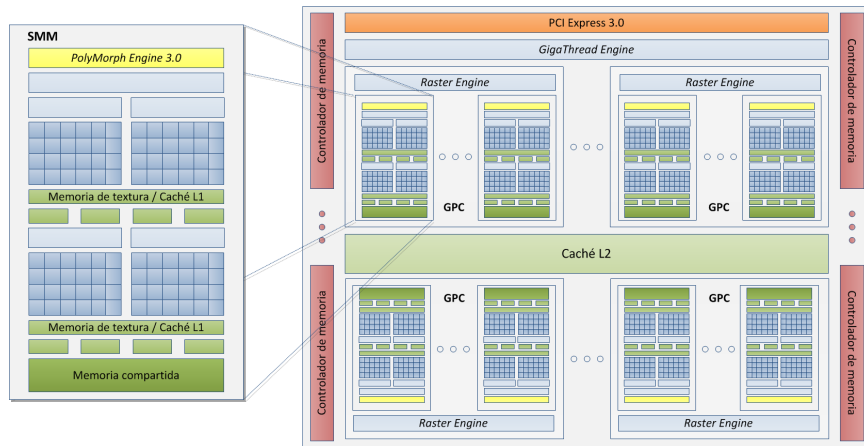 SMM
PolyMorph Engine 3.0
Memoria de textura / Caché L1
Memoria de textura / Caché L1
Memoria compartida
PCI Express 3.0
GigaThread Engine
Controlador de memoria
Controlador de memoria
Raster Engine
Raster Engine
GPC
GPC
Caché L2
Controlador de memoria
Controlador de memoria
GPC
GPC
Raster Engine
Raster Engine